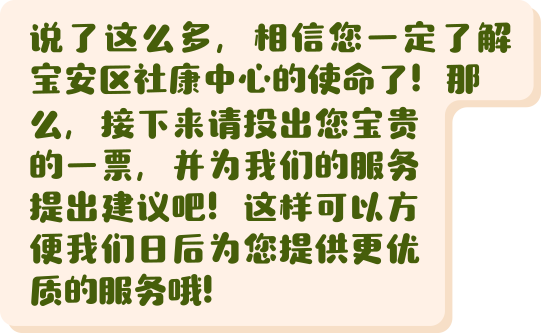 说了这么多，相信您一定了解
宝安区社康中心的使命了！那
么，接下来请投出您宝贵
的一票，并为我们的服务
提出建议吧！这样可以方
便我们日后为您提供更优
质的服务哦！